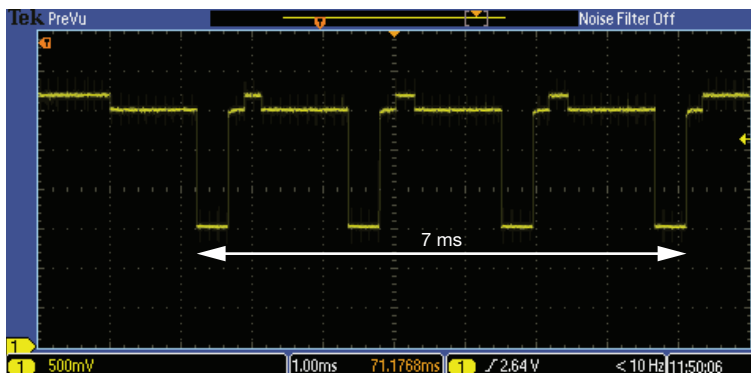 Tek PreVu
Noise Filter Off
T
T
7 ms
1
1 500mV 1.00ms 71.1768ms 1 / 2.64 V < 10 Hz 11:50:06